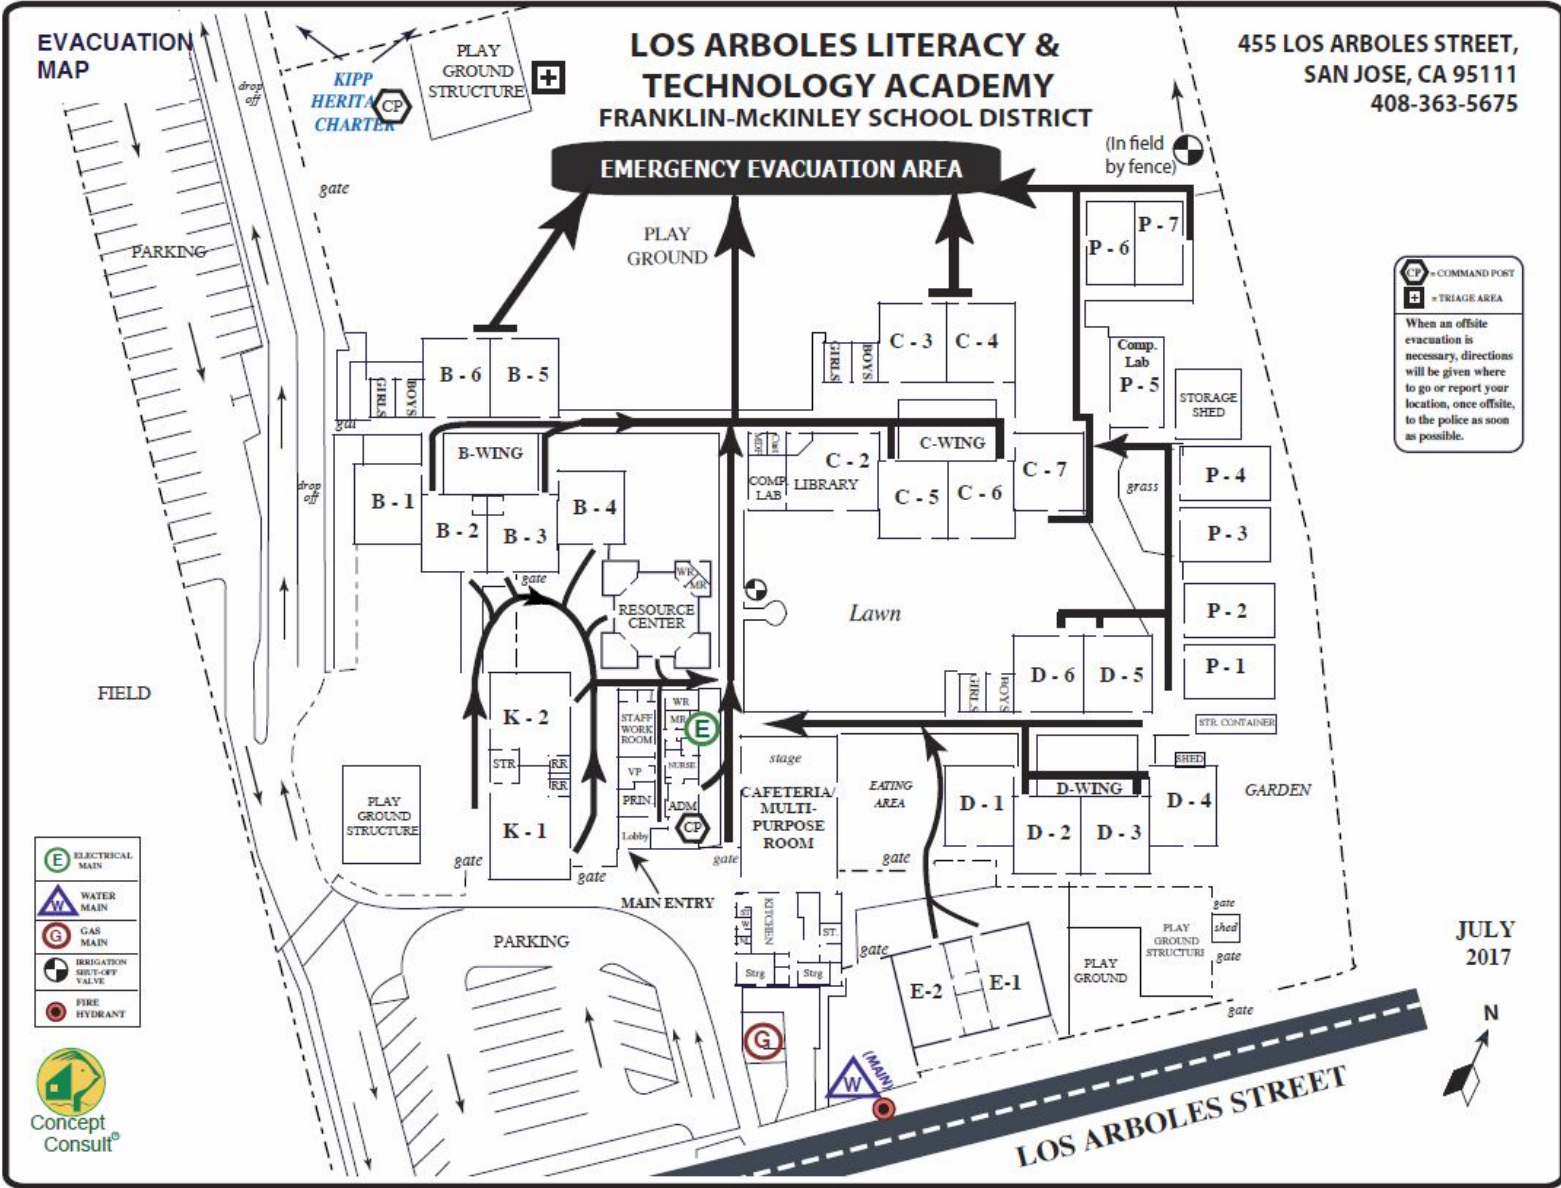 EVACUATION
MAP
LOS ARBOLES LITERACY &
TECHNOLOGY ACADEMY
FRANKLIN-McKINLEY SCHOOL DISTRICT
455 LOS ARBOLES STREET,
SAN JOSE, CA 95111
408-363-5675
drop
off
KIPP
HERITA
CHARTER
CP
PLAY
GROUND
STRUCTURE
(In field
by fence)
EMERGENCY EVACUATION AREA
gate
PARKING
PLAY
GROUND
P - 6
P - 7
CP = COMMAND POST
= TRIAGE AREA
When an offsite
evacuation is
necessary, directions
will be given where
to go or report your
location, once offsite,
to the police as soon
as possible.
B - 6
B - 5
GIRLS
BOYS
C - 3
C - 4
GIRLS
BOYS
Comp.
Lab
P - 5
STORAGE
SHED
B-WING
B - 1
B - 2
B - 3
B - 4
drop
off
C-WING
C - 2
LIBRARY
COMP.
LAB
C - 5
C - 6
C - 7
grass
P - 4
P - 3
P - 2
P - 1
gate
RESOURCE
CENTER
WR
MR
Lawn
FIELD
K - 2
STR
RR
RR
K - 1
STAFF
WORK
ROOM
VP
PRIN.
Lobby
WR
MR
E
NURSE
ADM
CP
GIRLS
BOYS
D - 6
D - 5
STR. CONTAINER
SHED
GARDEN
stage
CAFETERIA/
MULTI-
PURPOSE
ROOM
EATING
AREA
D-WING
D - 1
D - 2
D - 3
D - 4
PLAY
GROUND
STRUCTURE
gate
gate
gate
gate
MAIN ENTRY
PARKING
KITCHEN
W
ST.
Strg
Strg
gate
E-2
E-1
PLAY
GROUND
PLAY
GROUND
STRUCTURE
gate
shed
gate
gate
JULY
2017
N
E ELECTRICAL
MAIN
W WATER
MAIN
G GAS
MAIN
IRRIGATION
SHUT-OFF
VALVE
FIRE
HYDRANT
G
W
(MAIN)
LOS ARBOLES STREET
Concept
Consult®